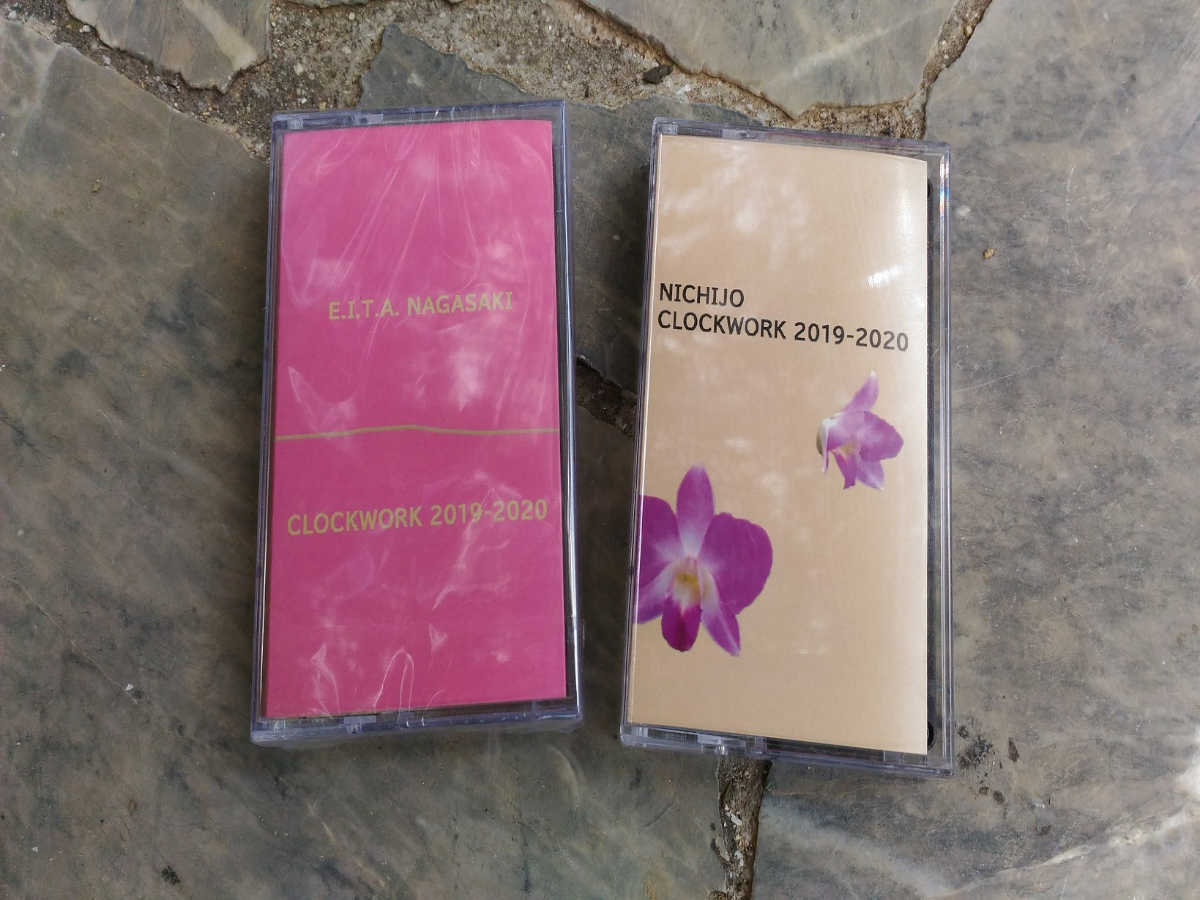 E.I.T.A. NAGASAKI
CLOCKWORK 2019-2020
NICHIJO
CLOCKWORK 2019-2020